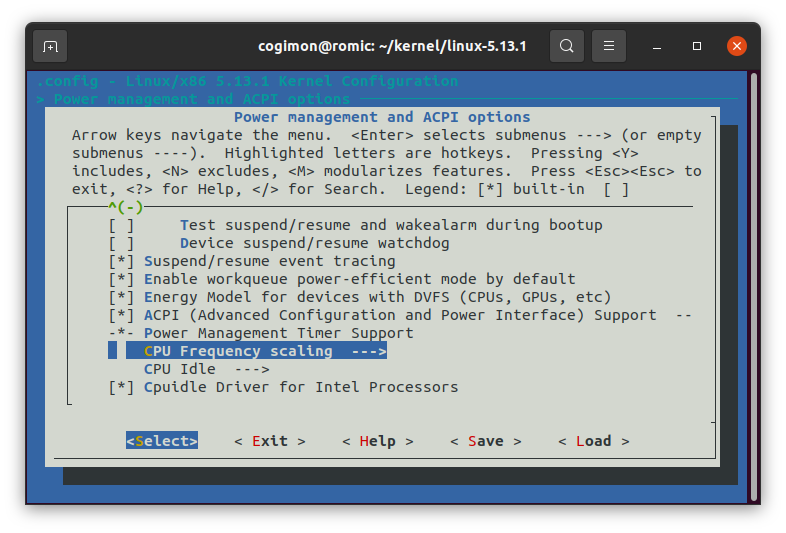 cogimon@romic: ~/kernel/linux-5.13.1
.config - Linux/x86 5.13.1 Kernel Configuration
> Power management and ACPI options
Power management and ACPI options
Arrow keys navigate the menu.  <Enter> selects submenus ---> (or empty
submenus ----).  Highlighted letters are hotkeys.  Pressing <Y>
includes, <N> excludes, <M> modularizes features.  Press <Esc><Esc> to
exit, <?> for Help, </> for Search.  Legend: [*] built-in  [ ]
^(-)
[ ]     Test suspend/resume and wakealarm during bootup
[ ]     Device suspend/resume watchdog
[*] Suspend/resume event tracing
[*] Enable workqueue power-efficient mode by default
[*] Energy Model for devices with DVFS (CPUs, GPUs, etc)
[*] ACPI (Advanced Configuration and Power Interface) Support  --
-*- Power Management Timer Support
CPU Frequency scaling  --->
CPU Idle  --->
[*] Cpuidle Driver for Intel Processors
<Select>    < Exit >    < Help >    < Save >    < Load >